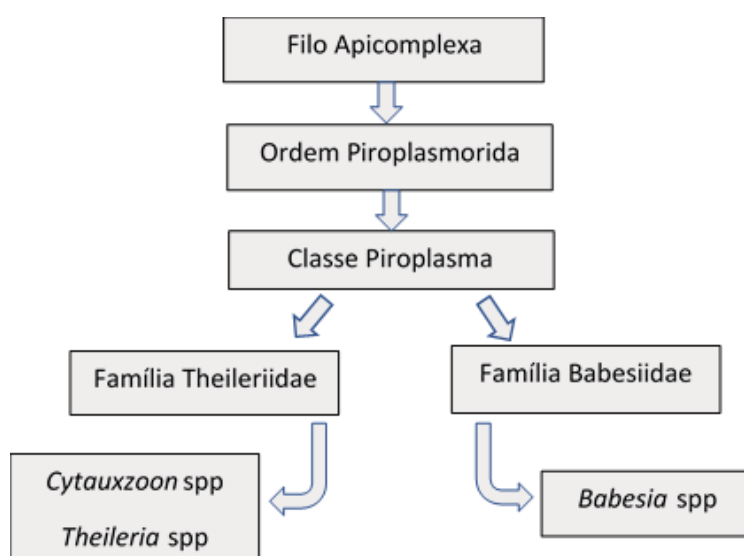 Filo Apicomplexa
Ordem Piroplasmorida
Classe Piroplasma
Família Theileriidae
Família Babesiidae
Cytauxzoon spp
Theileria spp
Babesia spp